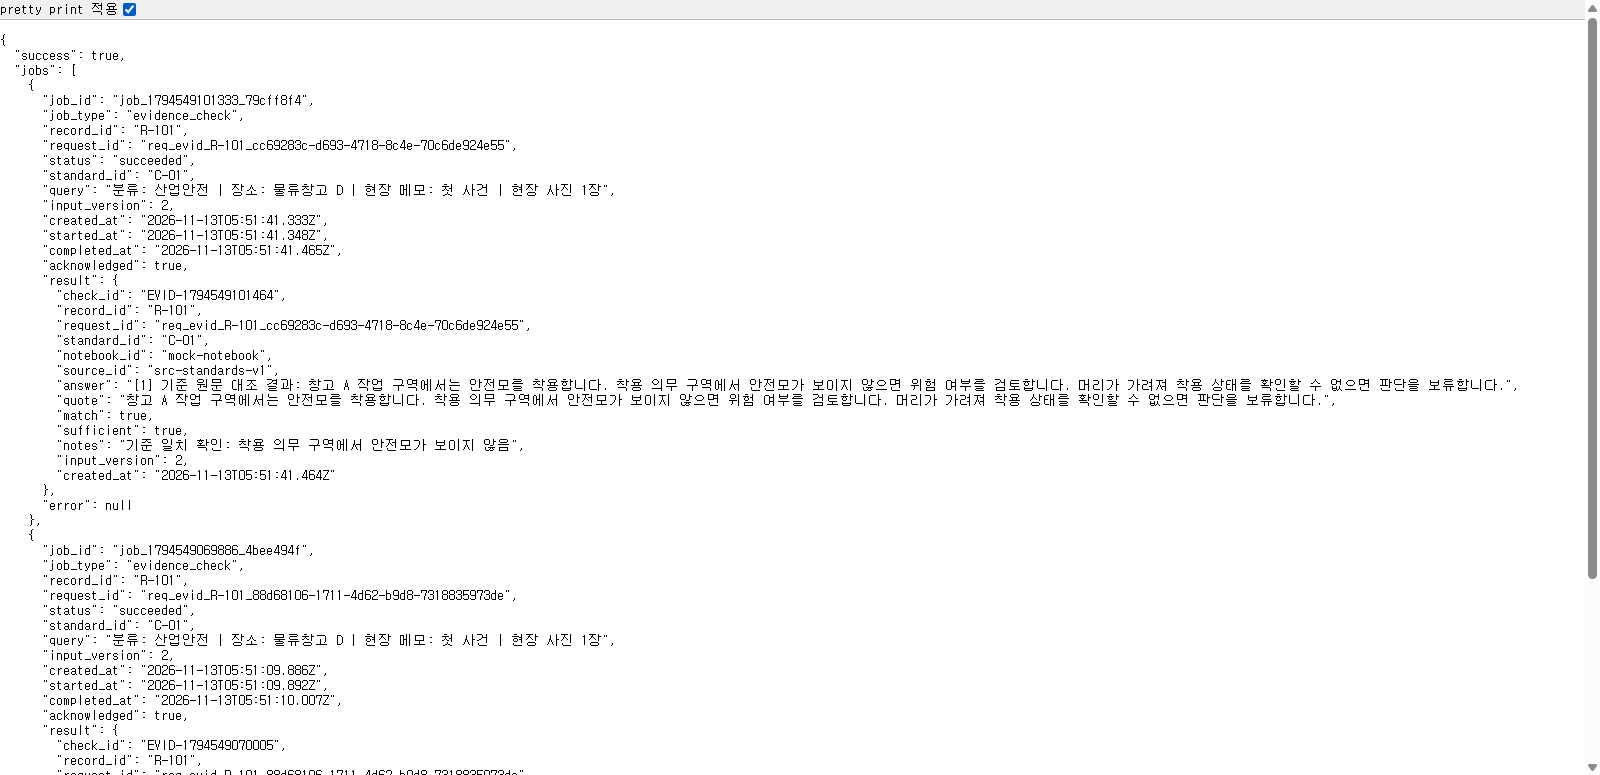 pretty print 적용
{
"success": true,
"jobs": [
{
"job_id": "job_1794549101333_79cff8f4",
"job_type": "evidence_check",
"record_id": "R-101",
"request_id": "req_evid_R-101_cc69283c-d693-4718-8c4e-70c6de924e55",
"status": "succeeded",
"standard_id": "C-01",
"query": "분류: 산업안전 | 장소: 물류창고 D | 현장 메모: 첫 사건 | 현장 사진 1장",
"input_version": 2,
"created_at": "2026-11-13T05:51:41.333Z",
"started_at": "2026-11-13T05:51:41.348Z",
"completed_at": "2026-11-13T05:51:41.465Z",
"acknowledged": true,
"result": {
"check_id": "EVID-1794549101464",
"record_id": "R-101",
"request_id": "req_evid_R-101_cc69283c-d693-4718-8c4e-70c6de924e55",
"standard_id": "C-01",
"notebook_id": "mock-notebook",
"source_id": "src-standards-v1",
"answer": "[1] 기준 원문 대조 결과: 창고 A 작업 구역에서는 안전모를 착용합니다. 착용 의무 구역에서 안전모가 보이지 않으면 위험 여부를 검토합니다. 머리가 가려져 착용 상태를 확인할 수 없으면 판단을 보류합니다.",
"quote": "창고 A 작업 구역에서는 안전모를 착용합니다. 착용 의무 구역에서 안전모가 보이지 않으면 위험 여부를 검토합니다. 머리가 가려져 착용 상태를 확인할 수 없으면 판단을 보류합니다.",
"match": true,
"sufficient": true,
"notes": "기준 일치 확인: 착용 의무 구역에서 안전모가 보이지 않음",
"input_version": 2,
"created_at": "2026-11-13T05:51:41.464Z"
},
"error": null
},
{
"job_id": "job_1794549069886_4bee494f",
"job_type": "evidence_check",
"record_id": "R-101",
"request_id": "req_evid_R-101_88d68106-1711-4d62-b9d8-7318835973de",
"status": "succeeded",
"standard_id": "C-01",
"query": "분류: 산업안전 | 장소: 물류창고 D | 현장 메모: 첫 사건 | 현장 사진 1장",
"input_version": 2,
"created_at": "2026-11-13T05:51:09.886Z",
"started_at": "2026-11-13T05:51:09.892Z",
"completed_at": "2026-11-13T05:51:10.007Z",
"acknowledged": true,
"result": {
"check_id": "EVID-1794549070005",
"record_id": "R-101",
"request_id": "req_evid_R-101_88d68106-1711-4d62-b9d8-7318835973de",